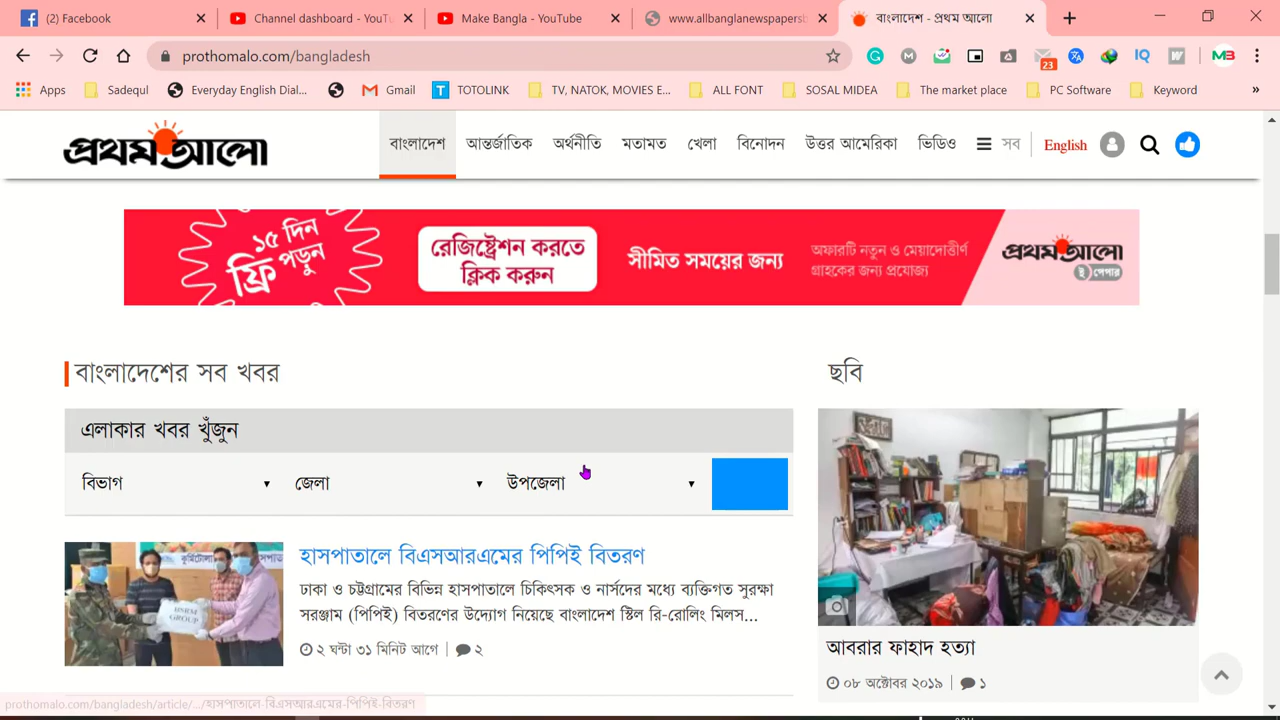 (2) Facebook
Channel dashboard - YouTu
Make Bangla - YouTube
www.allbanglanewspapersb
বাংলাদেশ - প্রথম আলো
prothomalo.com/bangladesh
23
Apps
Sadequl
Everyday English Dial...
Gmail
TOTOLINK
TV, NATOK, MOVIES E...
ALL FONT
SOSAL MIDEA
The market place
PC Software
Keyword
»
প্রথম আলো
বাংলাদেশ
আন্তর্জাতিক
অর্থনীতি
মতামত
খেলা
বিনোদন
উত্তর আমেরিকা
ভিডিও
সব
English
১৫ দিন
ফ্রি পড়ুন
রেজিষ্ট্রেশন করতে
ক্লিক করুন
সীমিত সময়ের জন্য
অফারটি নতুন ও মেয়াদোত্তীর্ণ
গ্রাহকের জন্য প্রযোজ্য
প্রথম আলো
ই পেপার
বাংলাদেশের সব খবর
ছবি
এলাকার খবর খুঁজুন
বিভাগ
জেলা
উপজেলা
BSRM
GROUP
হাসপাতালে বিএসআরএমের পিপিই বিতরণ
ঢাকা ও চট্টগ্রামের বিভিন্ন হাসপাতালে চিকিৎসক ও নার্সদের মধ্যে ব্যক্তিগত সুরক্ষা
সরঞ্জাম (পিপিই) বিতরণের উদ্যোগ নিয়েছে বাংলাদেশ স্টিল রি-রোলিং মিলস...
২ ঘন্টা ৩১ মিনিট আগে
২
আবরার ফাহাদ হত্যা
০৮ অক্টোবর ২০১৯
১
prothomalo.com/bangladesh/article/.../হাসপাতালে-বিএসআরএমের-পিপিই-বিতরণ